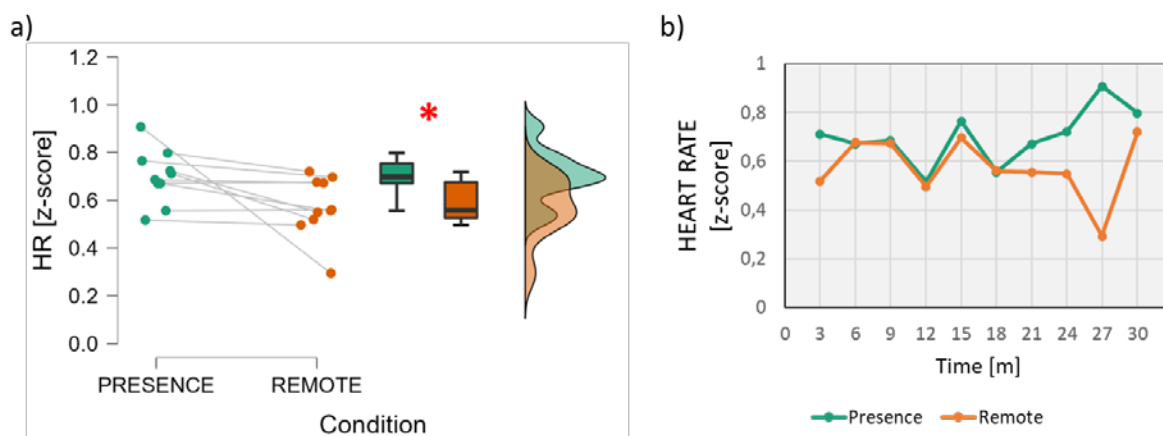 a)
HR [z-score]
1.2
1.0
0.8
0.6
0.4
0.2
0.0
*
PRESENCE REMOTE
Condition
b)
HEART RATE
[z-score]
1
0,8
0,6
0,4
0,2
0
0 3 6 9 12 15 18 21 24 27 30
Time [m]
Presence Remote